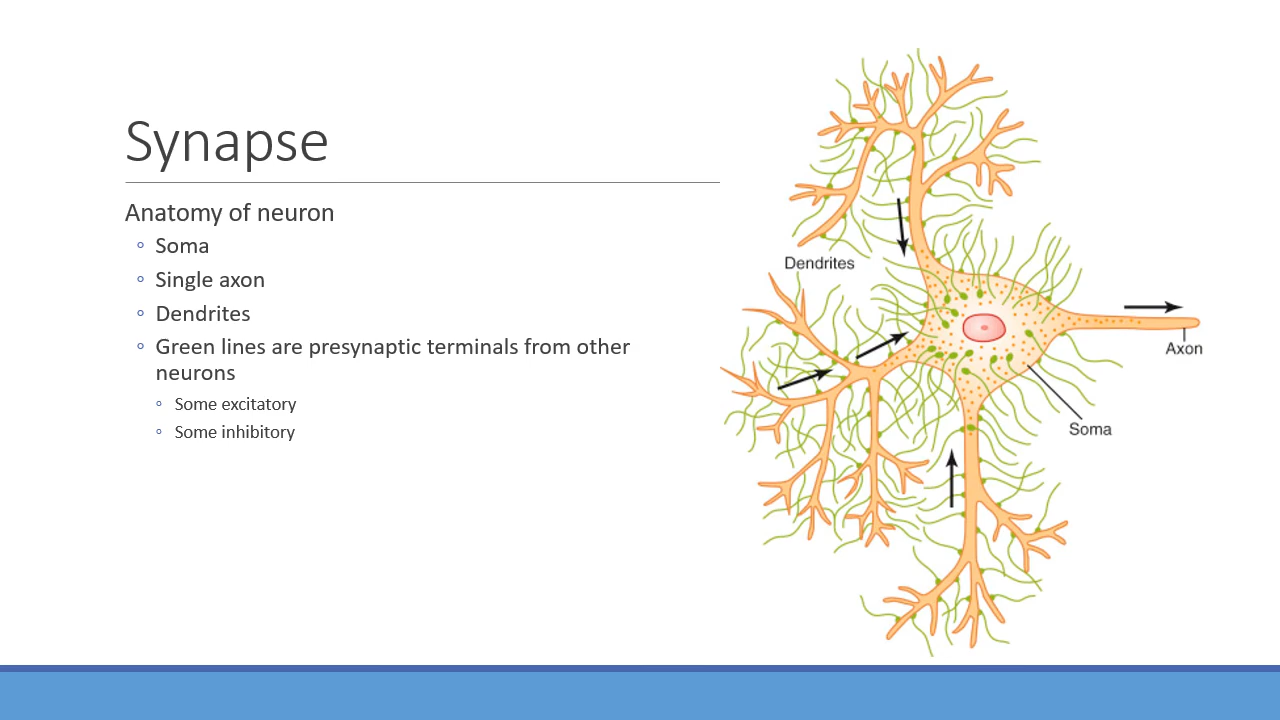 Synapse
Anatomy of neuron
Soma
Single axon
Dendrites
Green lines are presynaptic terminals from other
neurons
Some excitatory
Some inhibitory
Dendrites
Axon
Soma